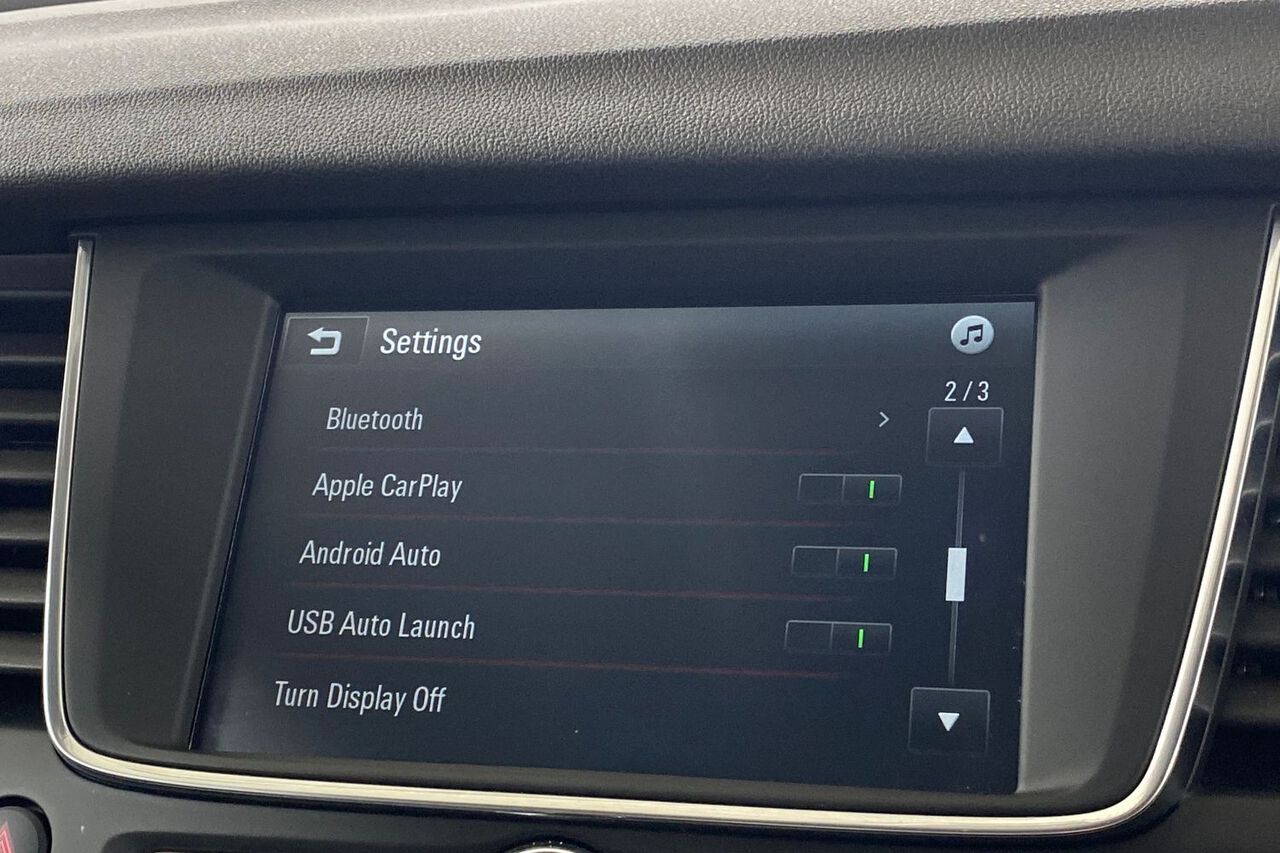 Settings
2/3
Bluetooth
Apple CarPlay
Android Auto
USB Auto Launch
Turn Display Off